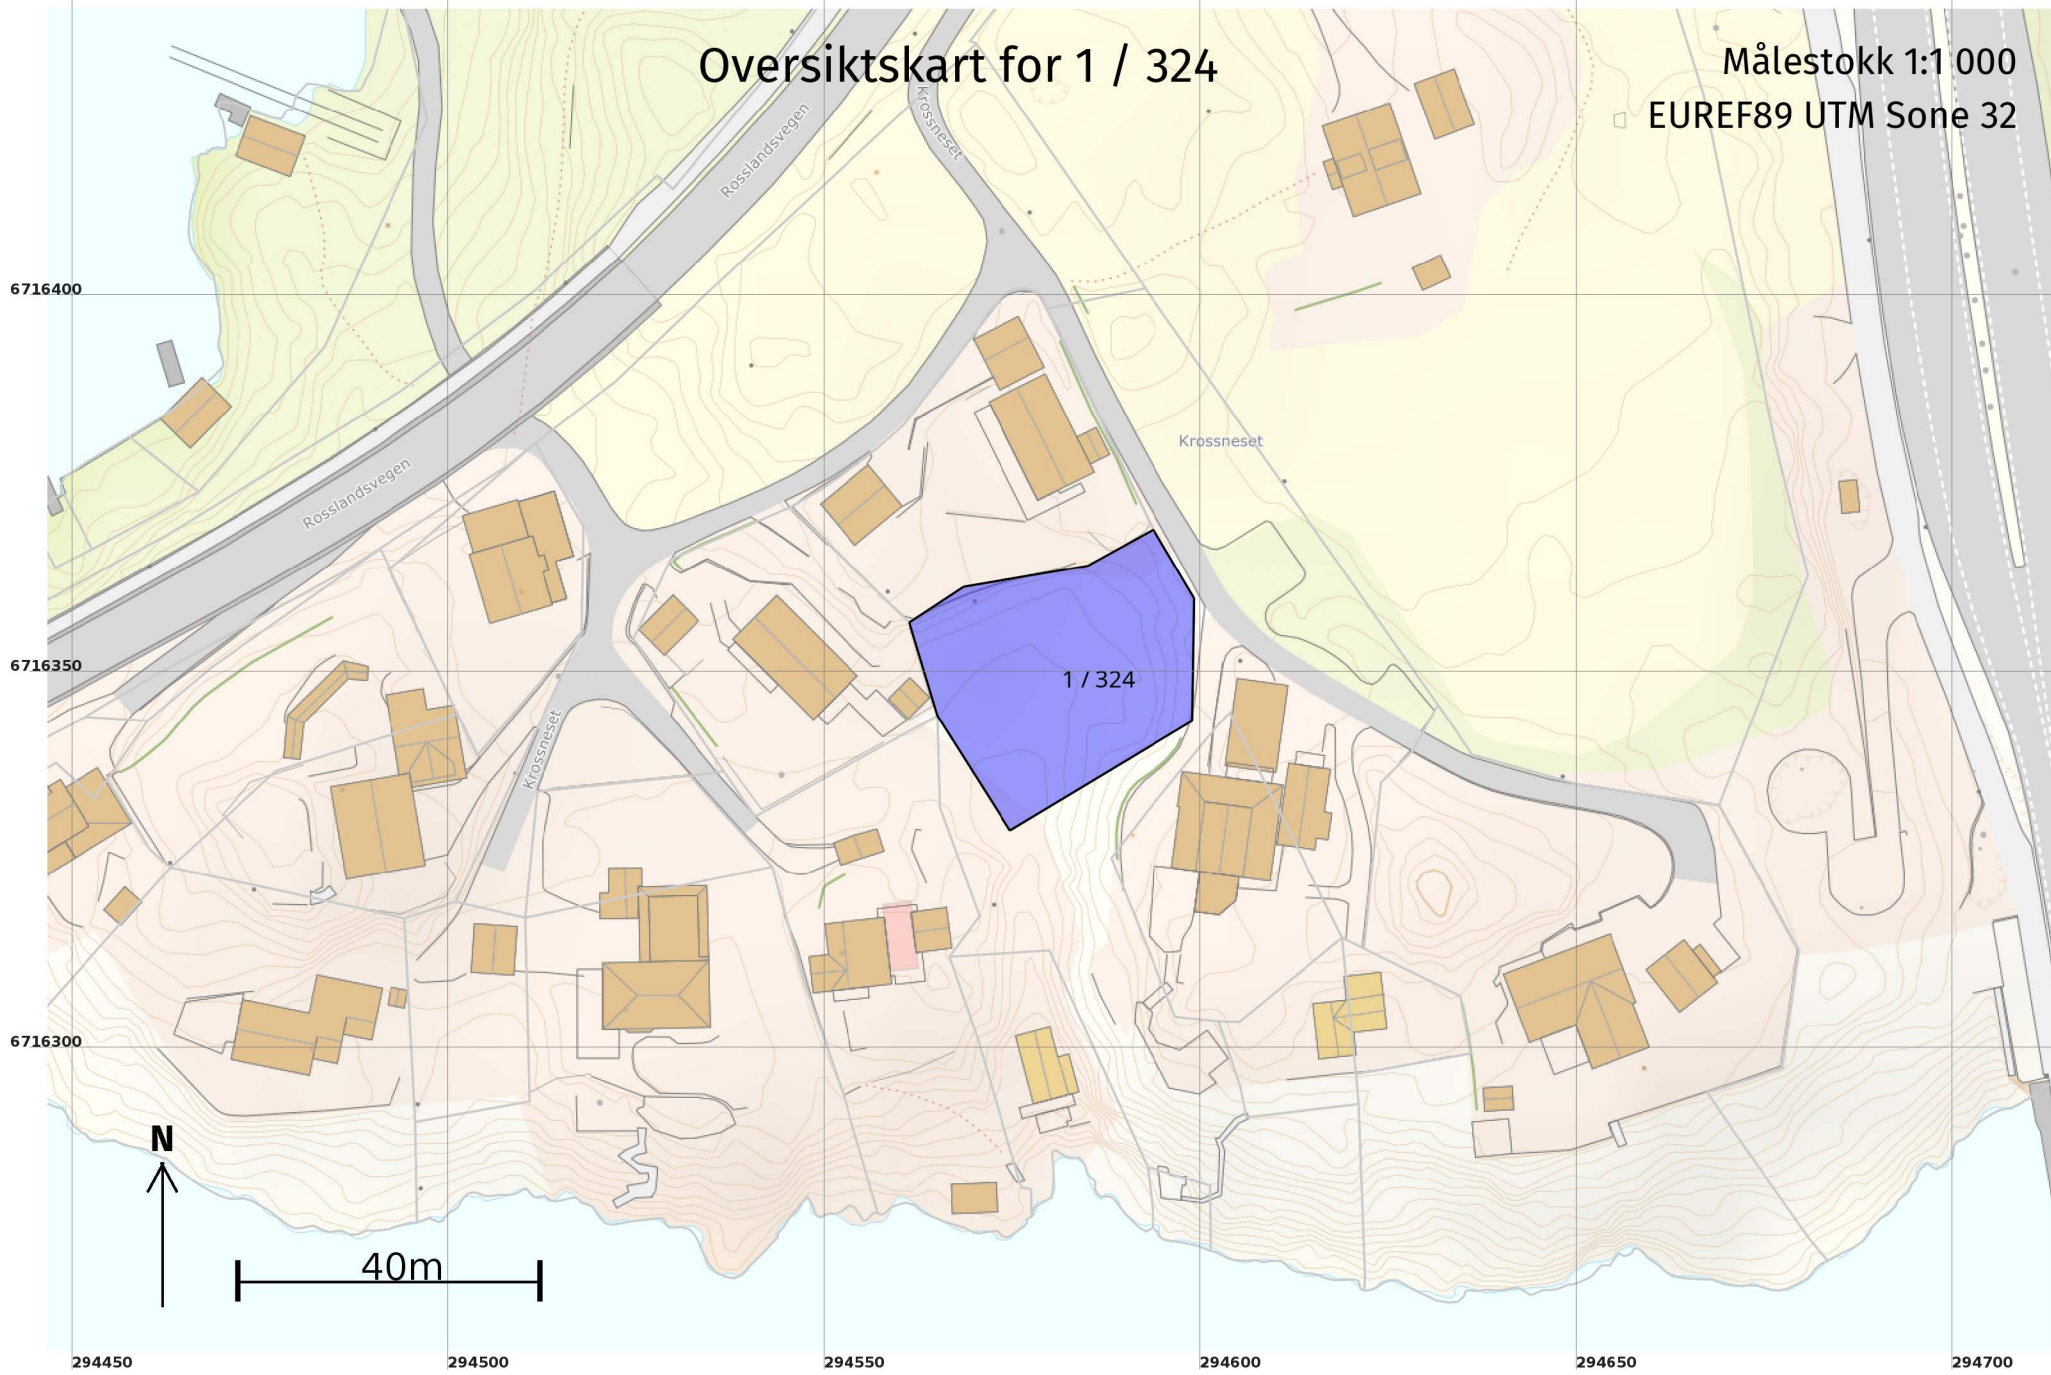 Oversiktskart for 1 / 324
Målestokk 1:1 000
EUREF89 UTM Sone 32
Krossneset
Rosslandsvegen
6716400
Krossneset
Rosslandsvegen
6716350
1 / 324
Krossneset
6716300
N
40m
294450
294500
294550
294600
294650
294700